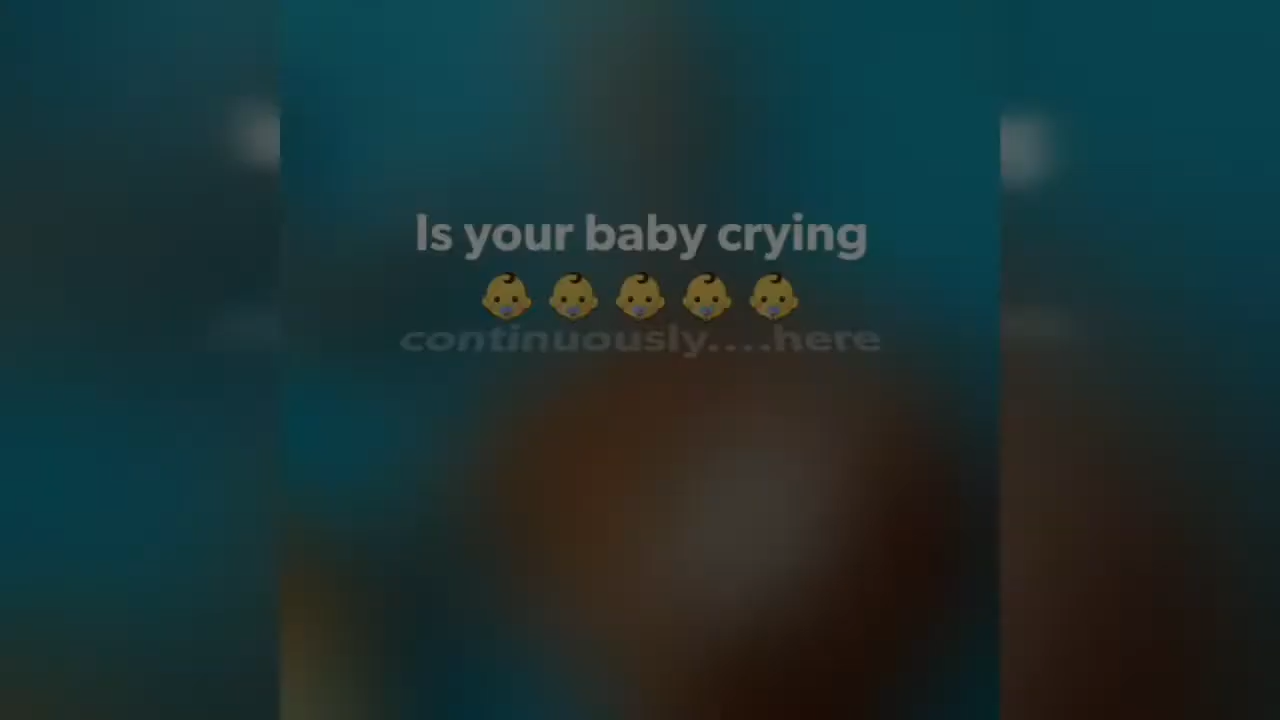 Is your baby crying
👶👶👶👶👶
continuously....here